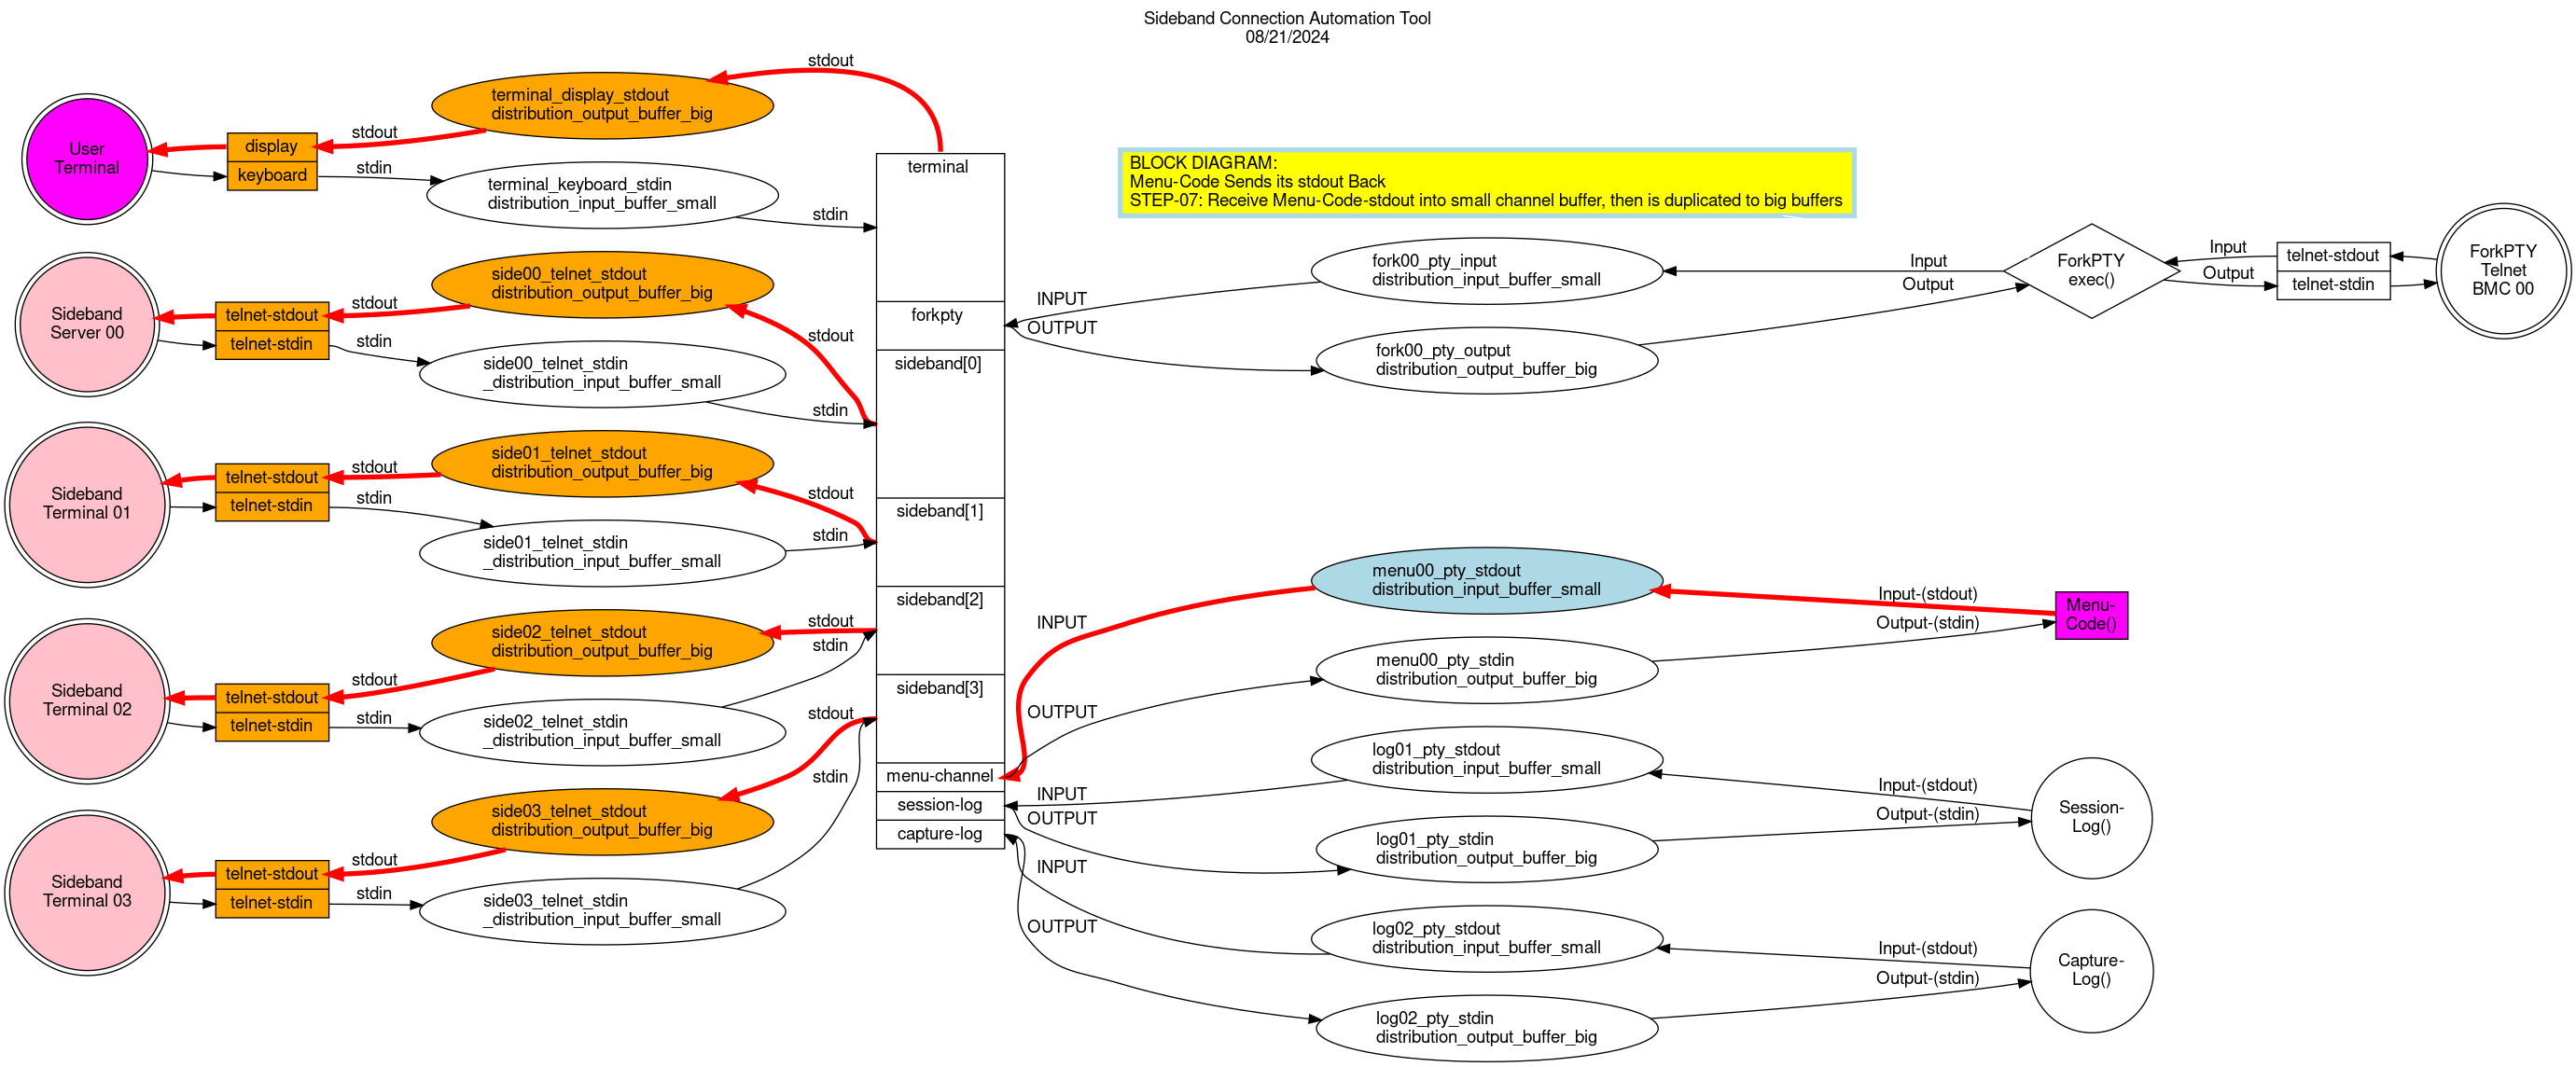 Sideband Connection Automation Tool
08/21/2024
User
Terminal
display
keyboard
stdout
stdin
terminal_display_stdout
distribution_output_buffer_big
terminal_keyboard_stdin
distribution_input_buffer_small
stdout
stdin
Sideband
Server 00
telnet-stdout
telnet-stdin
stdout
stdin
side00_telnet_stdout
distribution_output_buffer_big
side00_telnet_stdin
_distribution_input_buffer_small
stdout
stdin
Sideband
Terminal 01
telnet-stdout
telnet-stdin
stdout
stdin
side01_telnet_stdout
distribution_output_buffer_big
side01_telnet_stdin
_distribution_input_buffer_small
stdout
stdin
Sideband
Terminal 02
telnet-stdout
telnet-stdin
stdout
stdin
side02_telnet_stdout
distribution_output_buffer_big
side02_telnet_stdin
_distribution_input_buffer_small
stdout
stdin
Sideband
Terminal 03
telnet-stdout
telnet-stdin
stdout
stdin
side03_telnet_stdout
distribution_output_buffer_big
side03_telnet_stdin
_distribution_input_buffer_small
stdout
stdin
terminal
forkpty
sideband[0]
sideband[1]
sideband[2]
sideband[3]
menu-channel
session-log
capture-log
BLOCK DIAGRAM:
Menu-Code Sends its stdout Back
STEP-07: Receive Menu-Code-stdout into small channel buffer, then is duplicated to big buffers
INPUT
OUTPUT
fork00_pty_input
distribution_input_buffer_small
fork00_pty_output
distribution_output_buffer_big
Input
Output
ForkPTY
exec()
Input
Output
telnet-stdout
telnet-stdin
ForkPTY
Telnet
BMC 00
INPUT
OUTPUT
menu00_pty_stdout
distribution_input_buffer_small
menu00_pty_stdin
distribution_output_buffer_big
Input-(stdout)
Output-(stdin)
Menu-
Code()
INPUT
OUTPUT
log01_pty_stdout
distribution_input_buffer_small
log01_pty_stdin
distribution_output_buffer_big
Input-(stdout)
Output-(stdin)
Session-
Log()
INPUT
OUTPUT
log02_pty_stdout
distribution_input_buffer_small
log02_pty_stdin
distribution_output_buffer_big
Input-(stdout)
Output-(stdin)
Capture-
Log()